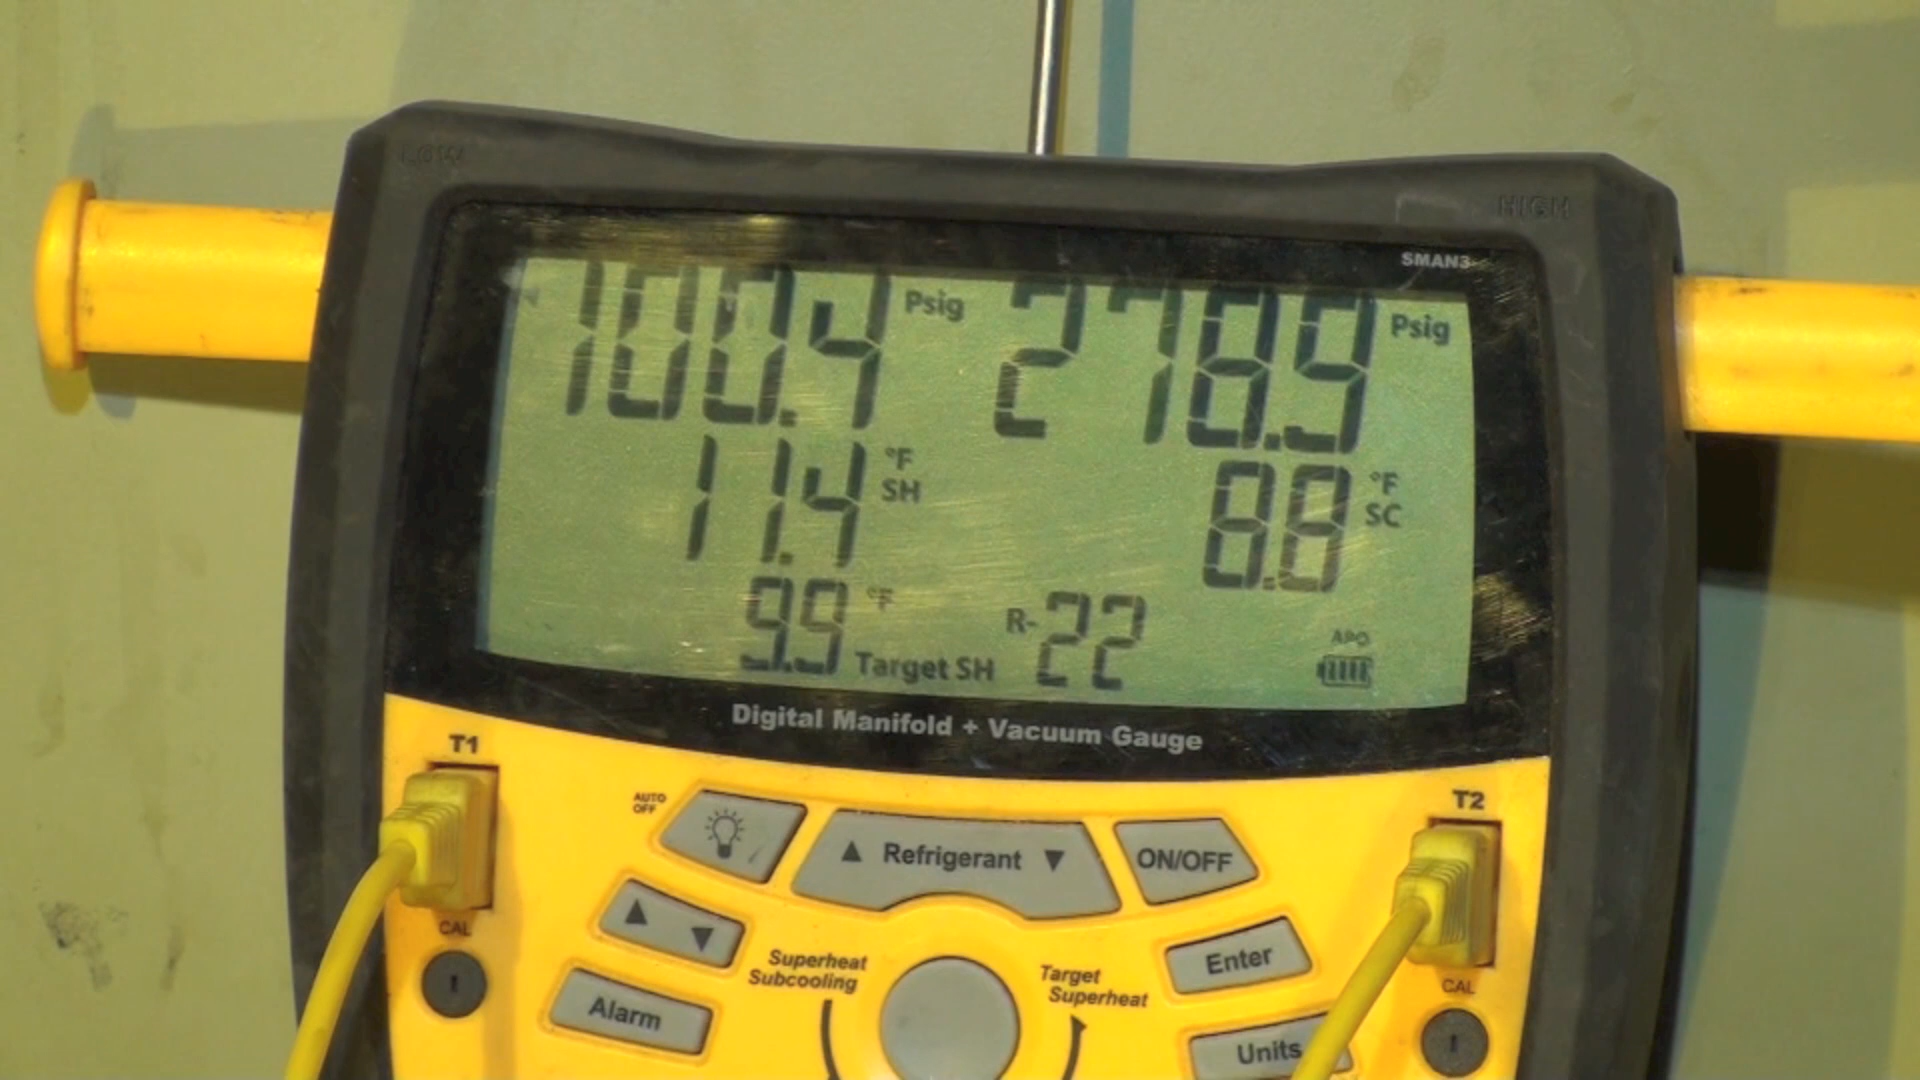 LOW
HIGH
SMAN3
100.4 Psig 278.9 Psig
11.4 °F SH 8.8 °F SC
9.9 °F Target SH R-22 APO
Digital Manifold + Vacuum Gauge
T1
T2
AUTO OFF
▲ Refrigerant ▼
ON/OFF
▲ ▼
CAL
Superheat
Subcooling
Target
Superheat
Enter
CAL
Alarm
Units